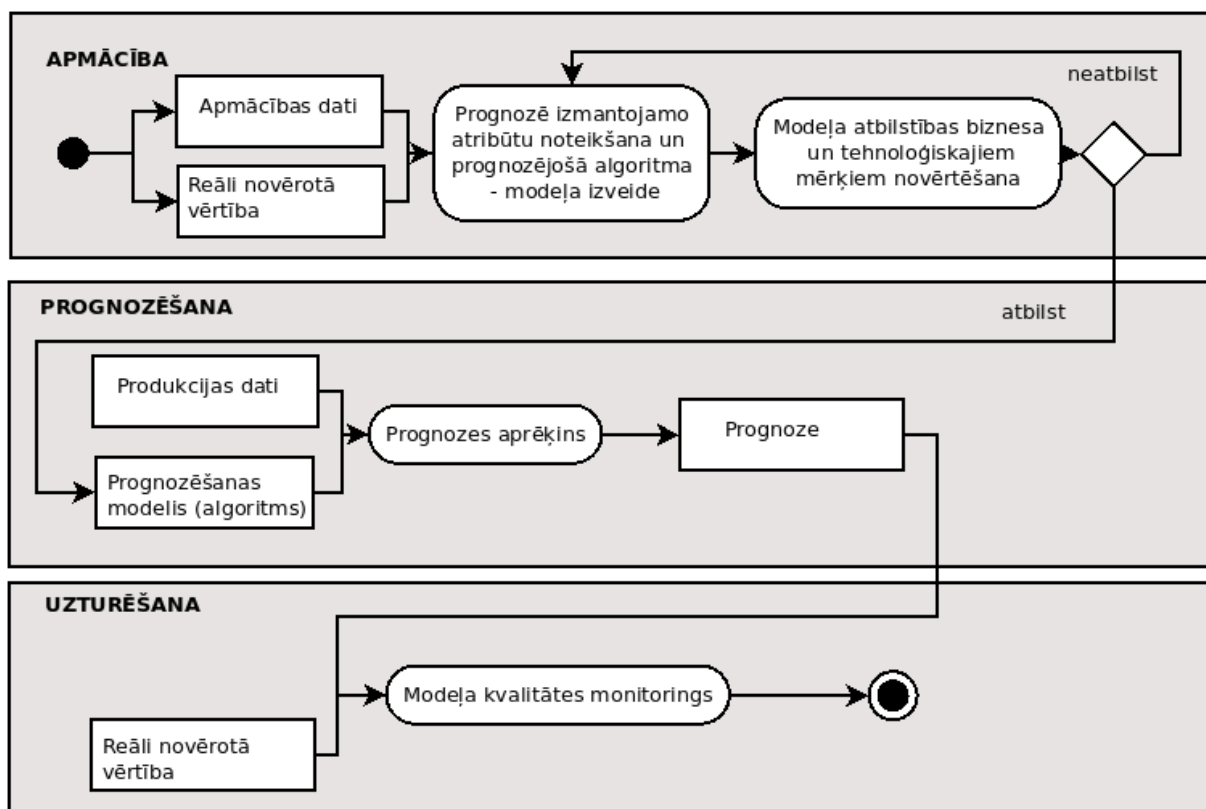 APMĀCĪBA
neatbilst
Apmācības dati
Reāli novērotā
vērtība
Prognozē izmantojamo
atribūtu noteikšana un
prognozējošā algoritma
- modeļa izveide
Modeļa atbilstības biznesa
un tehnoloģiskajiem
mērķiem novērtēšana
PROGNOZĒŠANA
atbilst
Produkcijas dati
Prognozēšanas
modelis (algoritms)
Prognozes aprēķins
Prognoze
UZTURĒŠANA
Modeļa kvalitātes monitorings
Reāli novērotā
vērtība